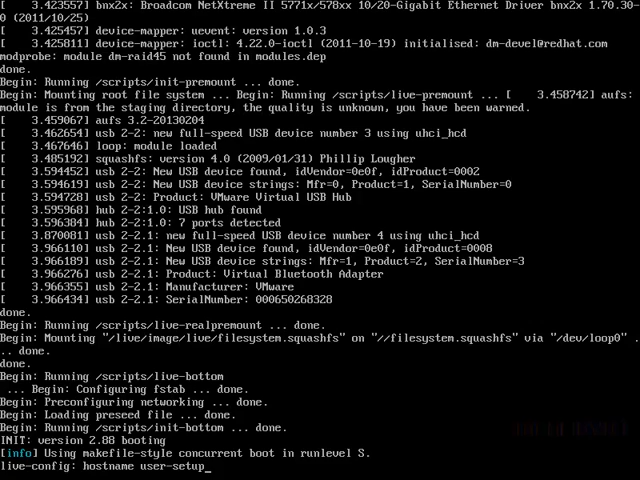 [    3.423557] bnx2x: Broadcom NetXtreme II 5771x/578xx 10/20-Gigabit Ethernet Driver bnx2x 1.70.30-
0 (2011/10/25)
[    3.425457] device-mapper: uevent: version 1.0.3
[    3.425811] device-mapper: ioctl: 4.22.0-ioctl (2011-10-19) initialised: dm-devel@redhat.com
modprobe: module dm-raid45 not found in modules.dep
done.
Begin: Running /scripts/init-premount ... done.
Begin: Mounting root file system ... Begin: Running /scripts/live-premount ... [    3.458742] aufs:
module is from the staging directory, the quality is unknown, you have been warned.
[    3.459067] aufs 3.2-20130204
[    3.462654] usb 2-2: new full-speed USB device number 3 using uhci_hcd
[    3.467646] loop: module loaded
[    3.485192] squashfs: version 4.0 (2009/01/31) Phillip Lougher
[    3.594452] usb 2-2: New USB device found, idVendor=0e0f, idProduct=0002
[    3.594619] usb 2-2: New USB device strings: Mfr=0, Product=1, SerialNumber=0
[    3.594728] usb 2-2: Product: VMware Virtual USB Hub
[    3.595968] hub 2-2:1.0: USB hub found
[    3.596384] hub 2-2:1.0: 7 ports detected
[    3.870081] usb 2-2.1: new full-speed USB device number 4 using uhci_hcd
[    3.966110] usb 2-2.1: New USB device found, idVendor=0e0f, idProduct=0008
[    3.966189] usb 2-2.1: New USB device strings: Mfr=1, Product=2, SerialNumber=3
[    3.966276] usb 2-2.1: Product: Virtual Bluetooth Adapter
[    3.966355] usb 2-2.1: Manufacturer: VMware
[    3.966434] usb 2-2.1: SerialNumber: 000650268328
done.
Begin: Running /scripts/live-realpremount ... done.
Begin: Mounting "/live/image/live/filesystem.squashfs" on "//filesystem.squashfs" via "/dev/loop0" .
.. done.
done.
Begin: Running /scripts/live-bottom
 ... Begin: Configuring fstab ... done.
Begin: Preconfiguring networking ... done.
Begin: Loading preseed file ... done.
Begin: Running /scripts/init-bottom ... done.
INIT: version 2.88 booting
[info] Using makefile-style concurrent boot in runlevel S.
live-config: hostname user-setup_